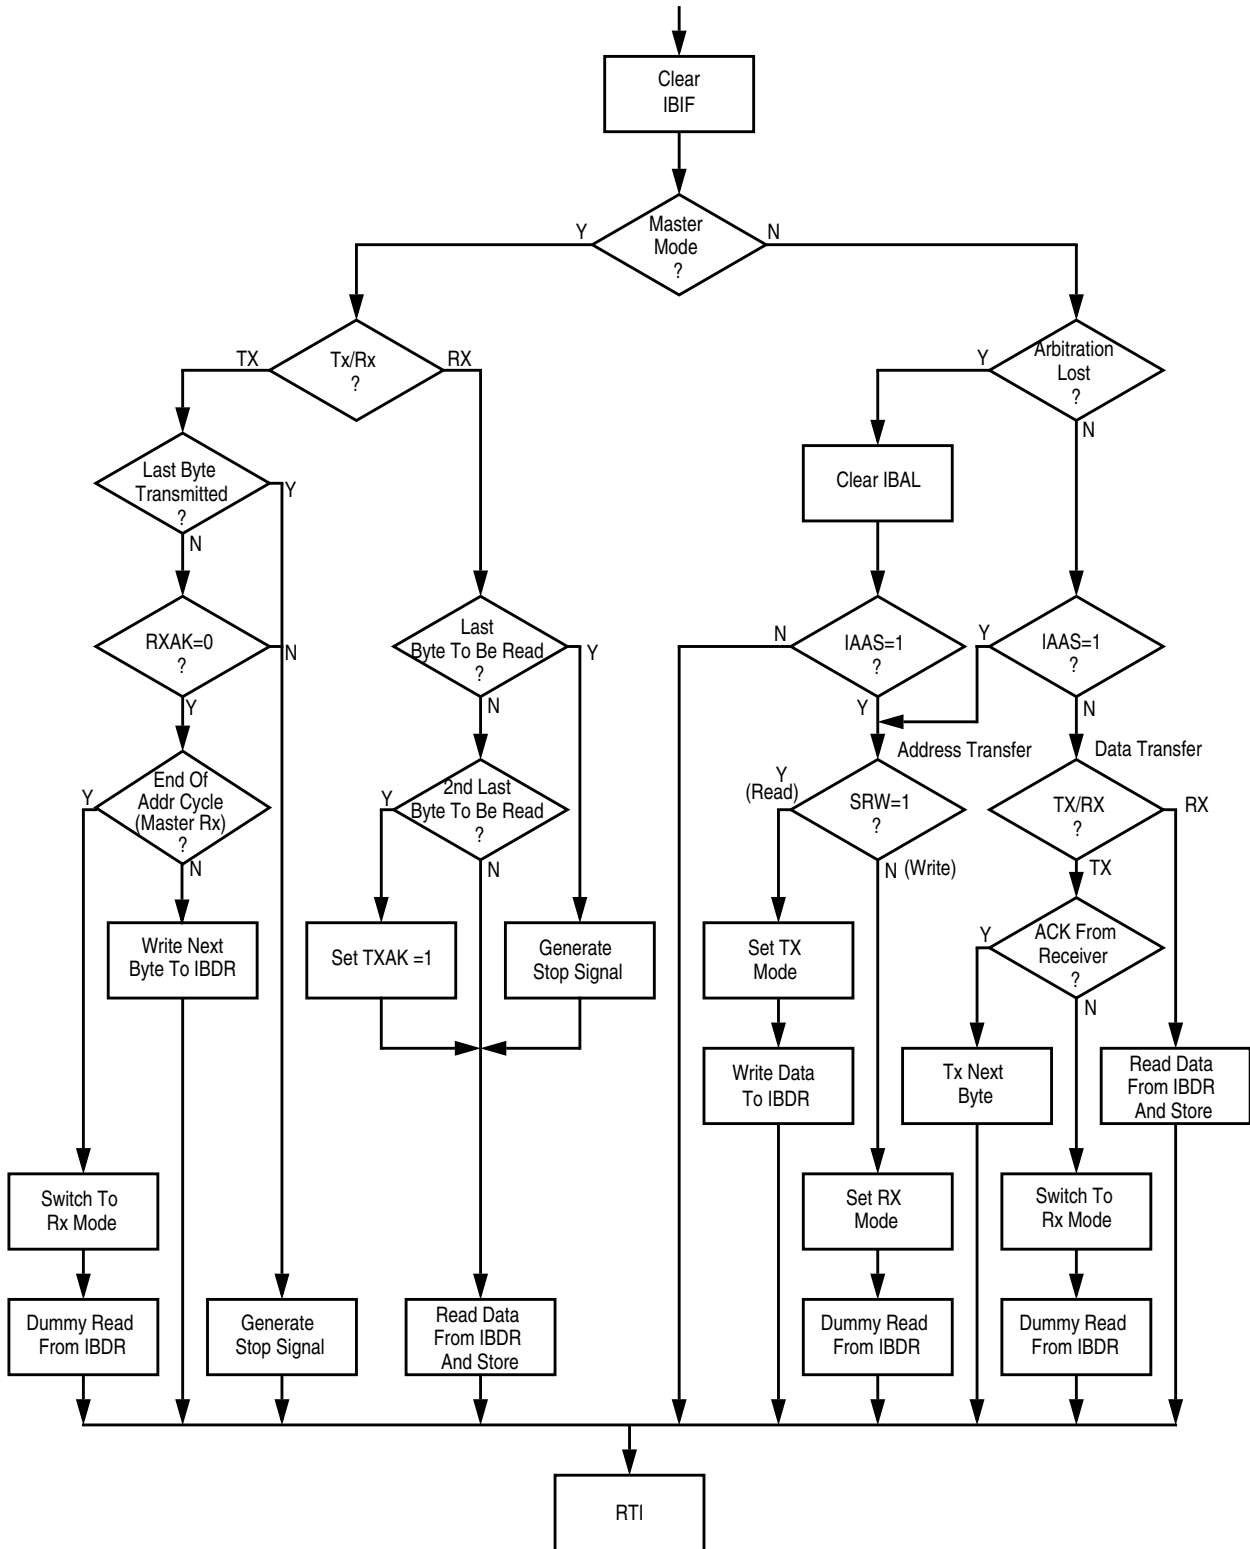 Clear
IBIF
Master
Mode
?
Y
N
Tx/Rx
?
TX
RX
Arbitration
Lost
?
Y
N
Last Byte
Transmitted
?
Y
N
Clear IBAL
RXAK=0
?
N
Y
Last
Byte To Be Read
?
Y
N
IAAS=1
?
N
Y
IAAS=1
?
Y
N
Address Transfer
Data Transfer
End Of
Addr Cycle
(Master Rx)
?
Y
N
2nd Last
Byte To Be Read
?
Y
N
Y
(Read)
SRW=1
?
N (Write)
TX/RX
?
RX
TX
Write Next
Byte To IBDR
Set TXAK =1
Generate
Stop Signal
Set TX
Mode
ACK From
Receiver
?
Y
N
Write Data
To IBDR
Tx Next
Byte
Read Data
From IBDR
And Store
Switch To
Rx Mode
Set RX
Mode
Switch To
Rx Mode
Dummy Read
From IBDR
Generate
Stop Signal
Read Data
From IBDR
And Store
Dummy Read
From IBDR
Dummy Read
From IBDR
RTI